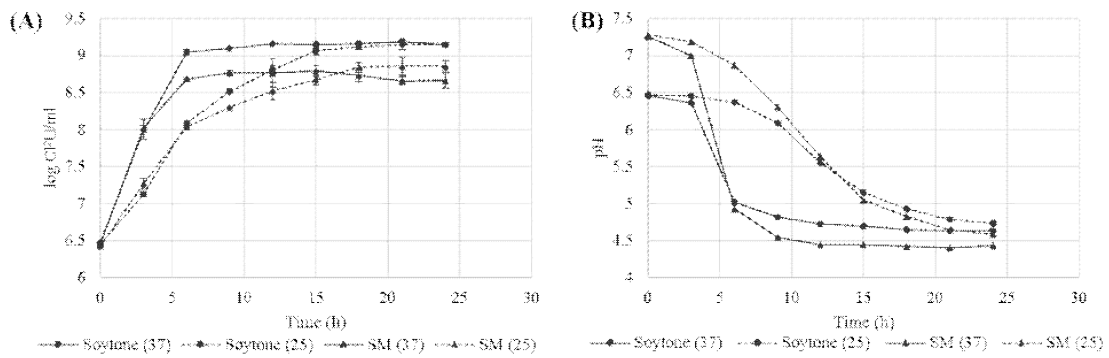 (A)
9.5
9
8.5
8
7.5
7
6.5
6
log CFU/ml
0 5 10 15 20 25 30
Time (h)
Soytone (37) Soytone (25) SM (37) SM (25)
(B)
7.5
7
6.5
6
5.5
5
4.5
4
pH
0 5 10 15 20 25 30
Time (h)
Soytone (37) Soytone (25) SM (37) SM (25)